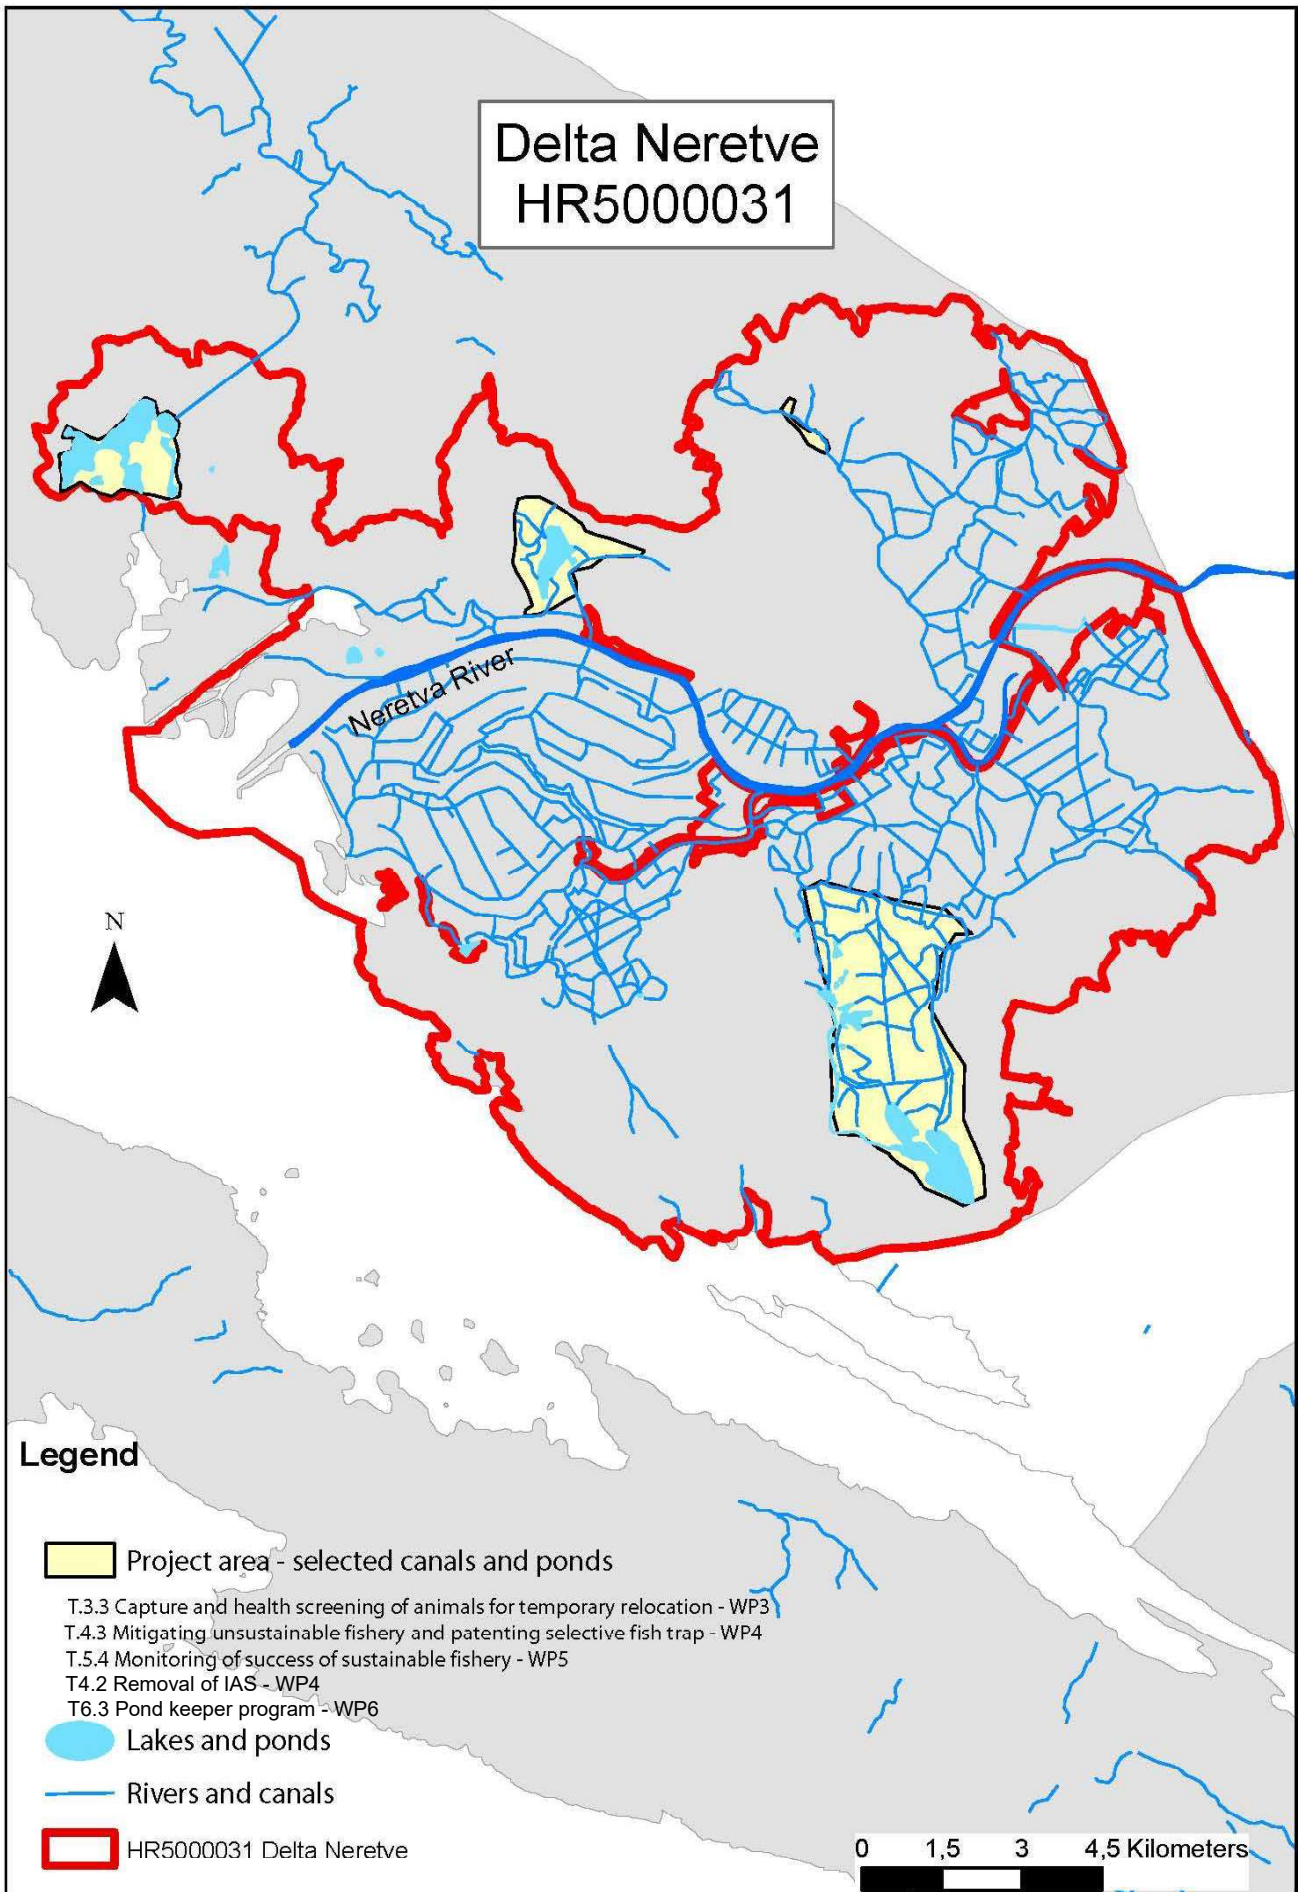 Delta Neretve
HR5000031
Neretva River
N
Legend
Project area - selected canals and ponds
T.3.3 Capture and health screening of animals for temporary relocation - WP3
T.4.3 Mitigating unsustainable fishery and patenting selective fish trap - WP4
T.5.4 Monitoring of success of sustainable fishery - WP5
T4.2 Removal of IAS - WP4
T6.3 Pond keeper program - WP6
Lakes and ponds
Rivers and canals
HR5000031 Delta Neretve
0 1,5 3 4,5 Kilometers